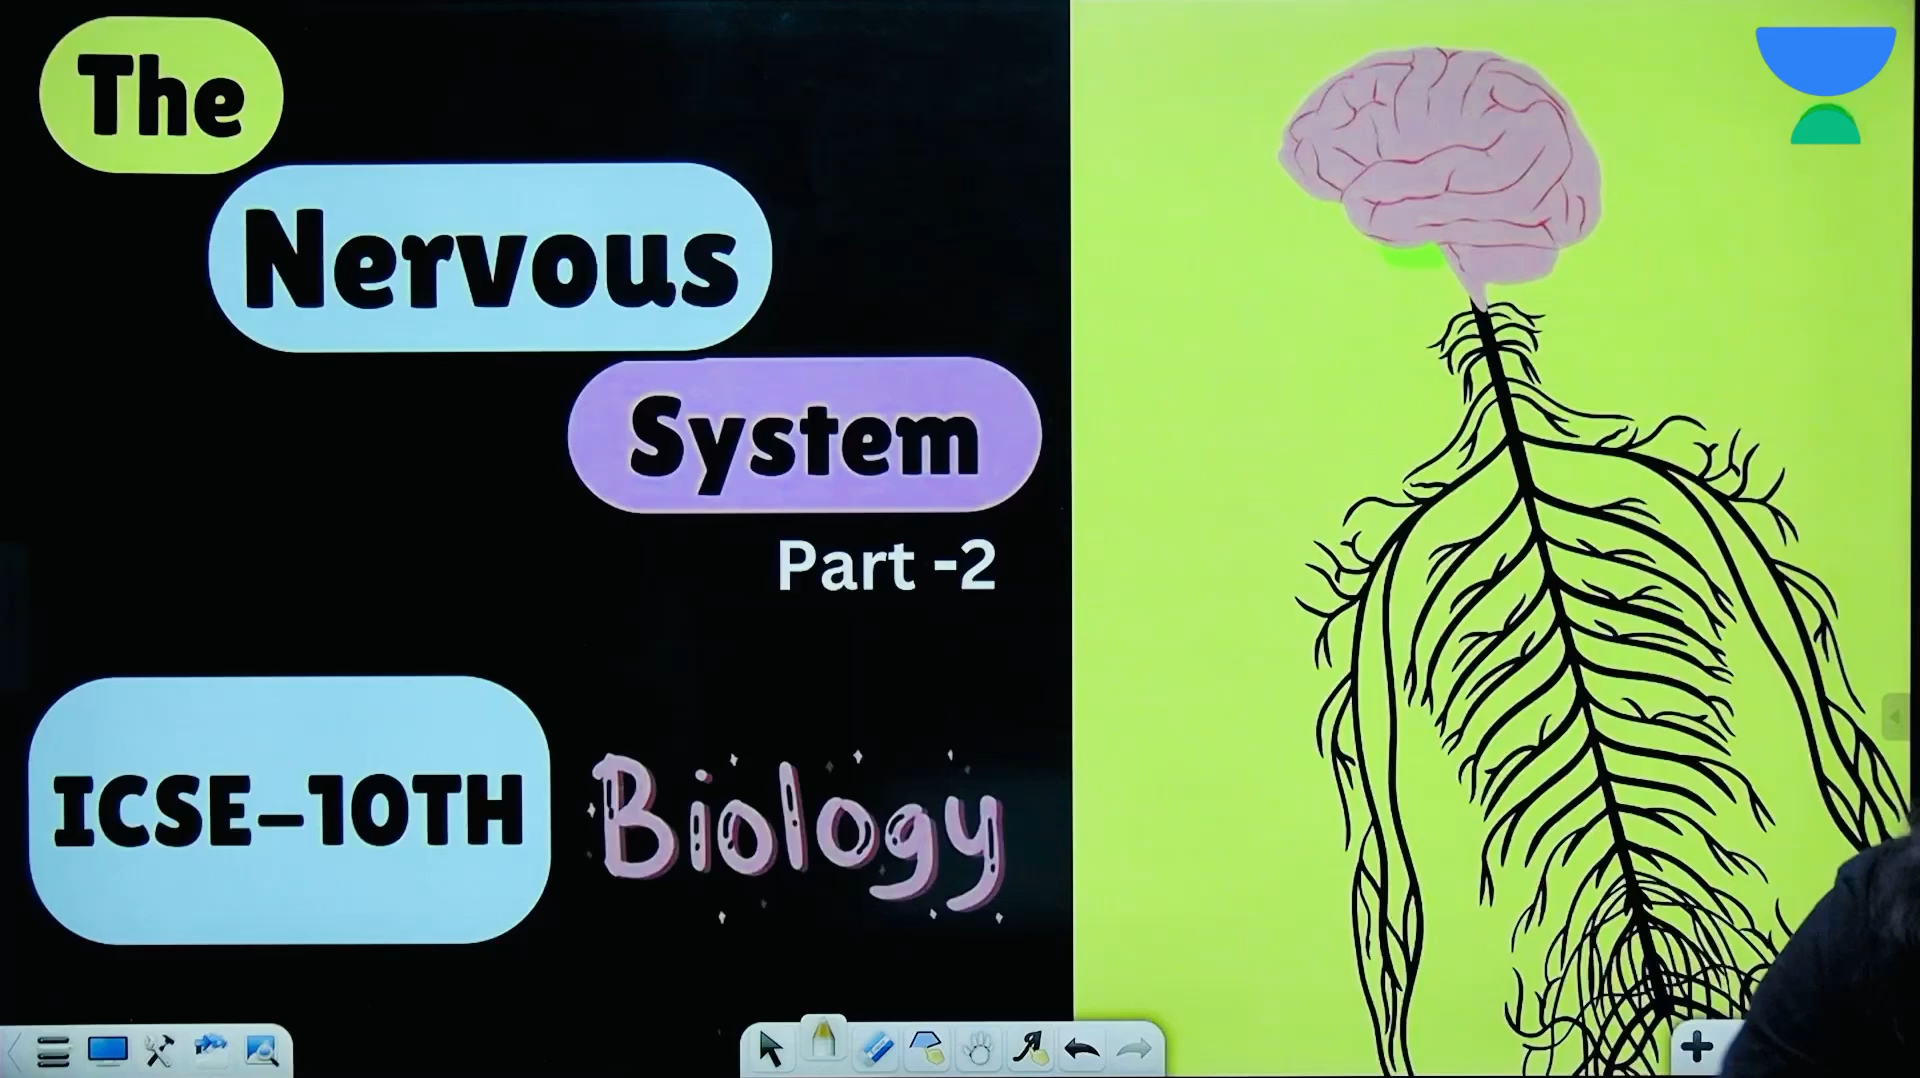 The
Nervous
System
Part -2
ICSE-10TH
Biology